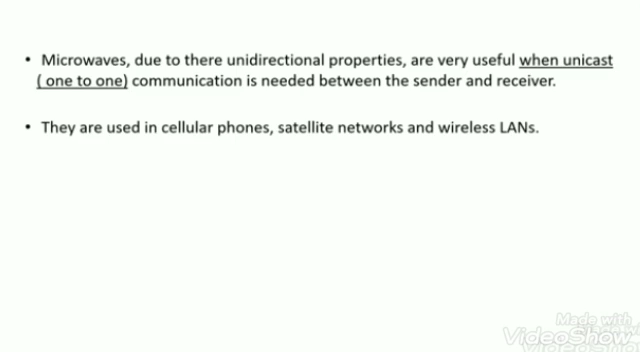 • Microwaves, due to there unidirectional properties, are very useful when unicast
( one to one) communication is needed between the sender and receiver.
• They are used in cellular phones, satellite networks and wireless LANs.
Made with
VideoShow